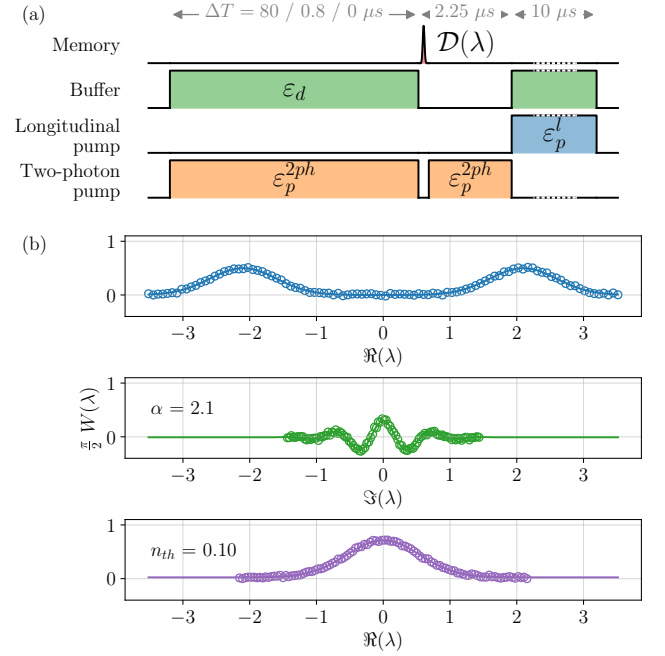 (a)
ΔT = 80 / 0.8 / 0 μs
2.25 μs
10 μs
Memory
𝒟(λ)
Buffer
ε_d
Longitudinal
pump
ε_p^l
Two-photon
pump
ε_p^{2ph}
ε_p^{2ph}
(b)
1
0
−3 −2 −1 0 1 2 3
ℜ(λ)
π/2 W(λ)
1
0
α = 2.1
−3 −2 −1 0 1 2 3
ℑ(λ)
1
0
n_{th} = 0.10
−3 −2 −1 0 1 2 3
ℜ(λ)